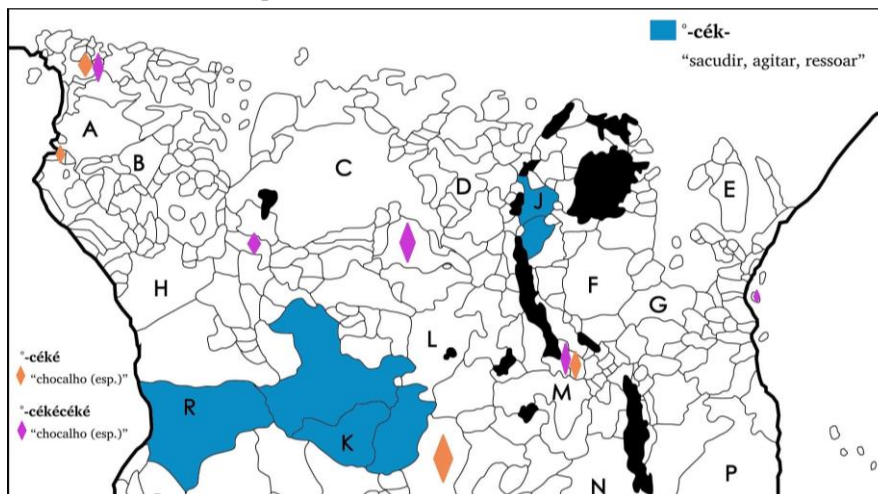 °-cék-
“sacudir, agitar, ressoar”
A
B
C
D
E
J
H
F
G
L
M
R
K
N
P
°-céké
“chocalho (esp.)”
°-cékécéké
“chocalho (esp.)”